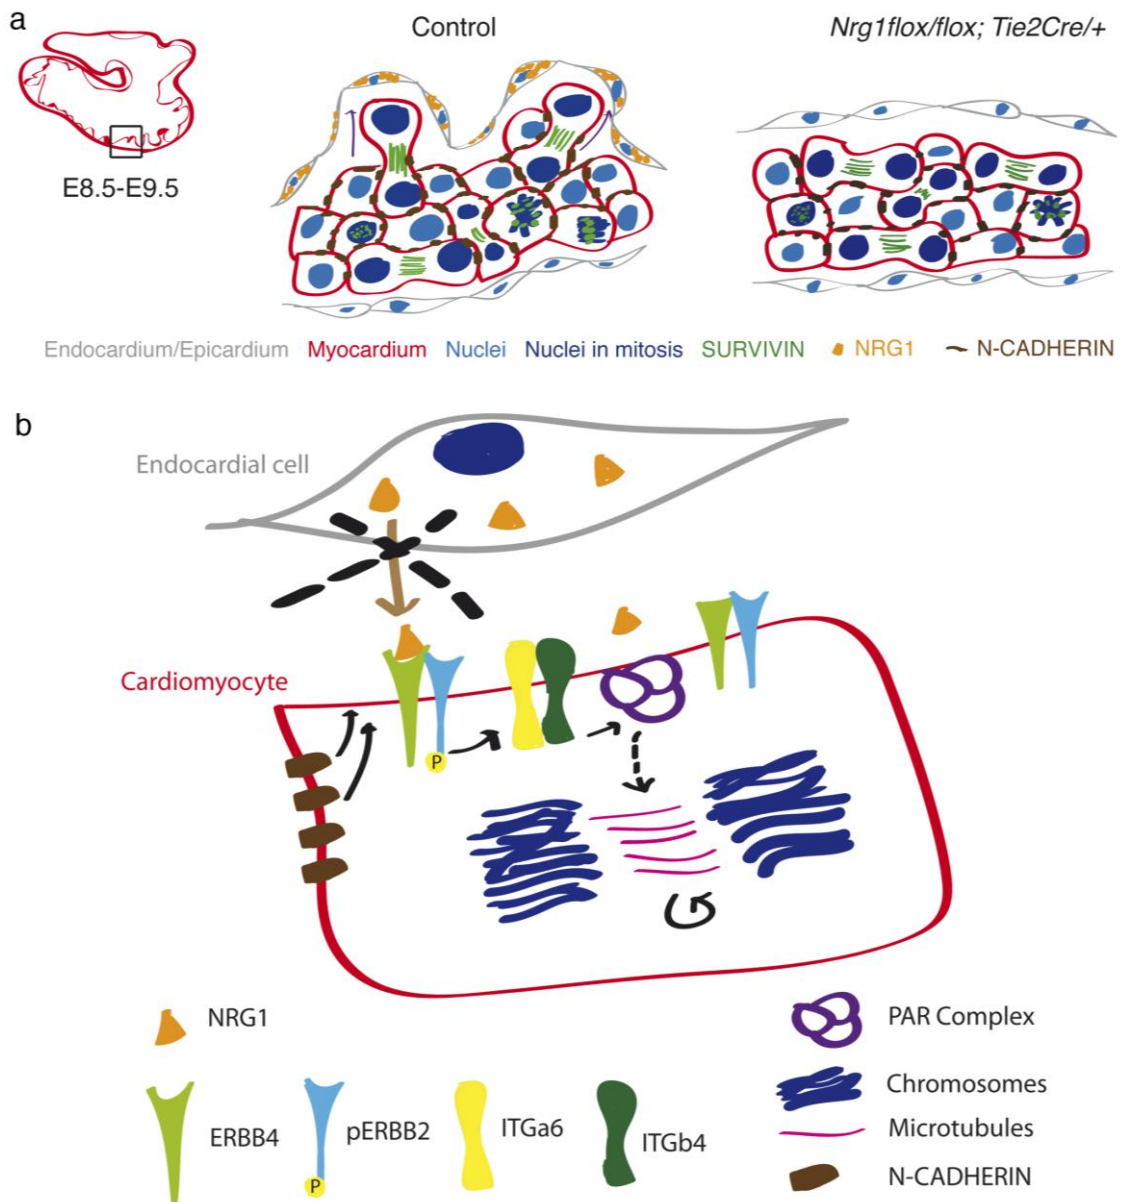 a
Control
Nrg1flox/flox; Tie2Cre/+
E8.5-E9.5
Endocardium/Epicardium Myocardium Nuclei Nuclei in mitosis SURVIVIN NRG1 N-CADHERIN
b
Endocardial cell
Cardiomyocyte
P
NRG1
PAR Complex
Chromosomes
Microtubules
N-CADHERIN
ERBB4
pERBB2
P
ITGa6
ITGb4